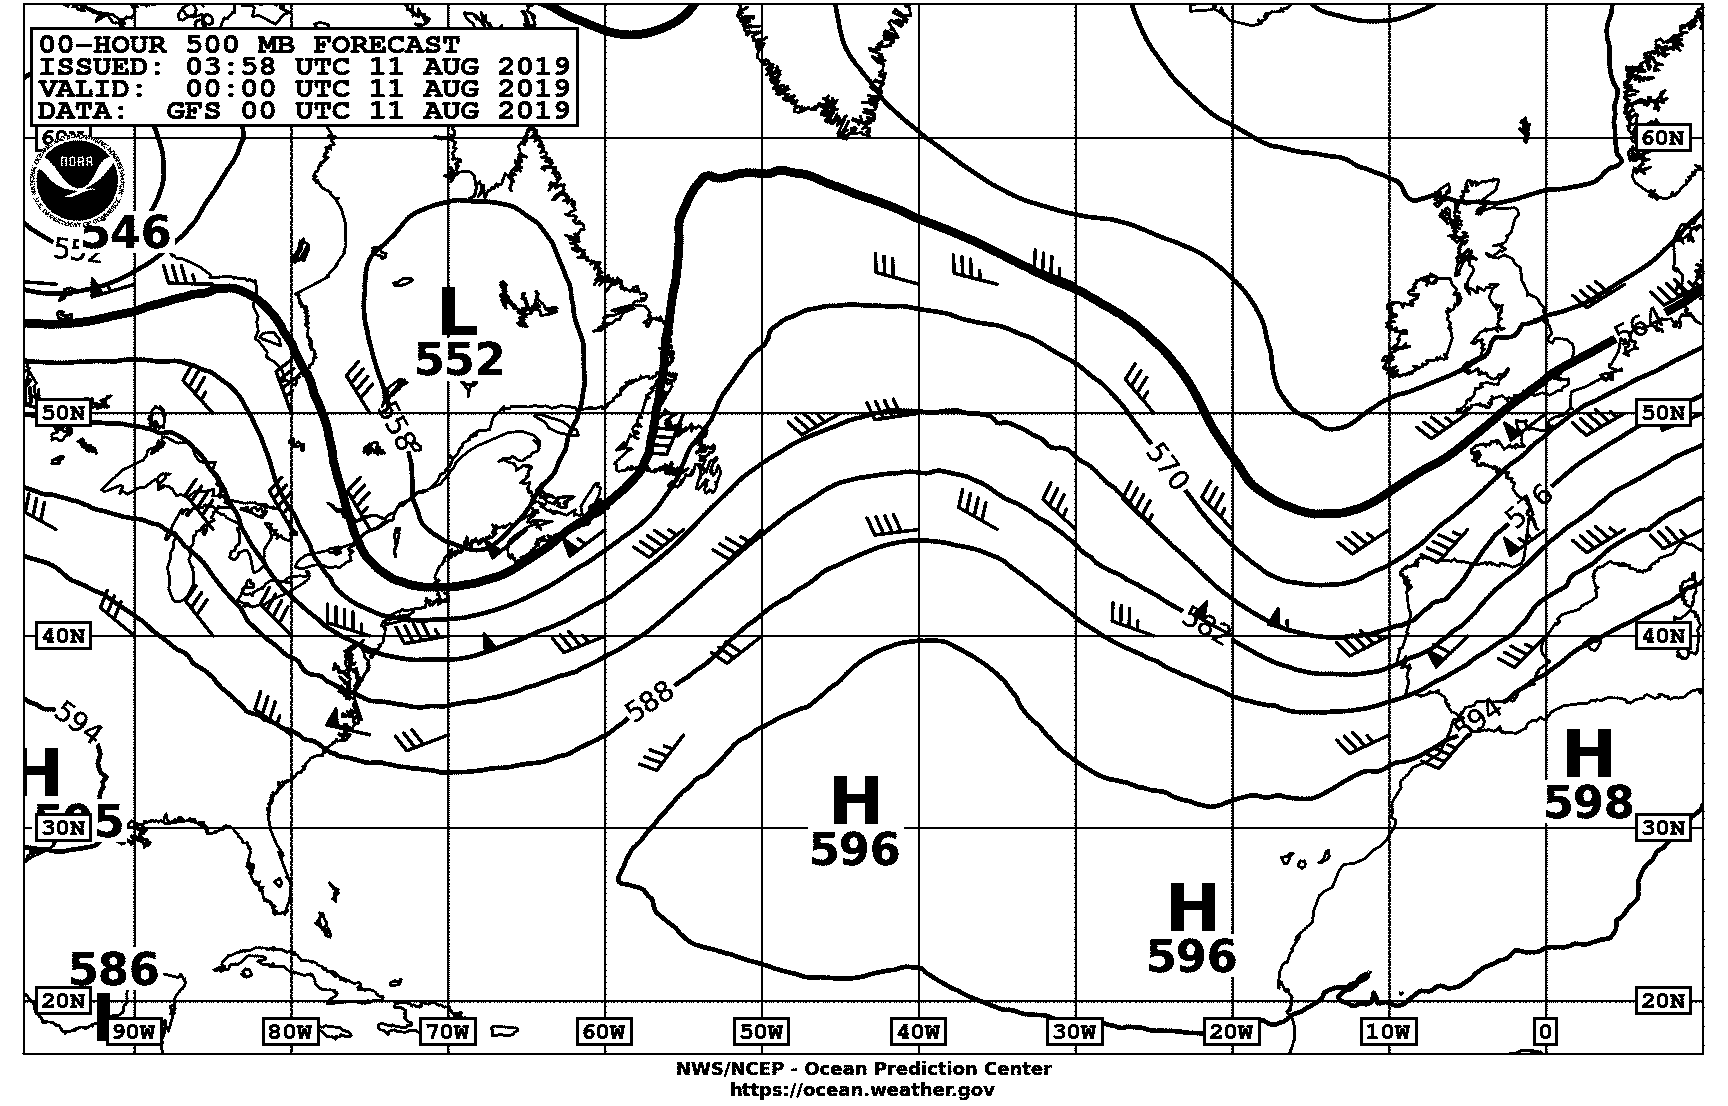 00-HOUR 500 MB FORECAST
ISSUED: 03:58 UTC 11 AUG 2019
VALID: 00:00 UTC 11 AUG 2019
DATA: GFS 00 UTC 11 AUG 2019
60N
NOAA
546
552
L
552
564
50N
558
50N
570
576
40N
582
40N
588
594
594
H
H
H
595
596
598
30N
30N
H
596
586
20N
L
20N
90W 80W 70W 60W 50W 40W 30W 20W 10W 0
NWS/NCEP - Ocean Prediction Center
https://ocean.weather.gov